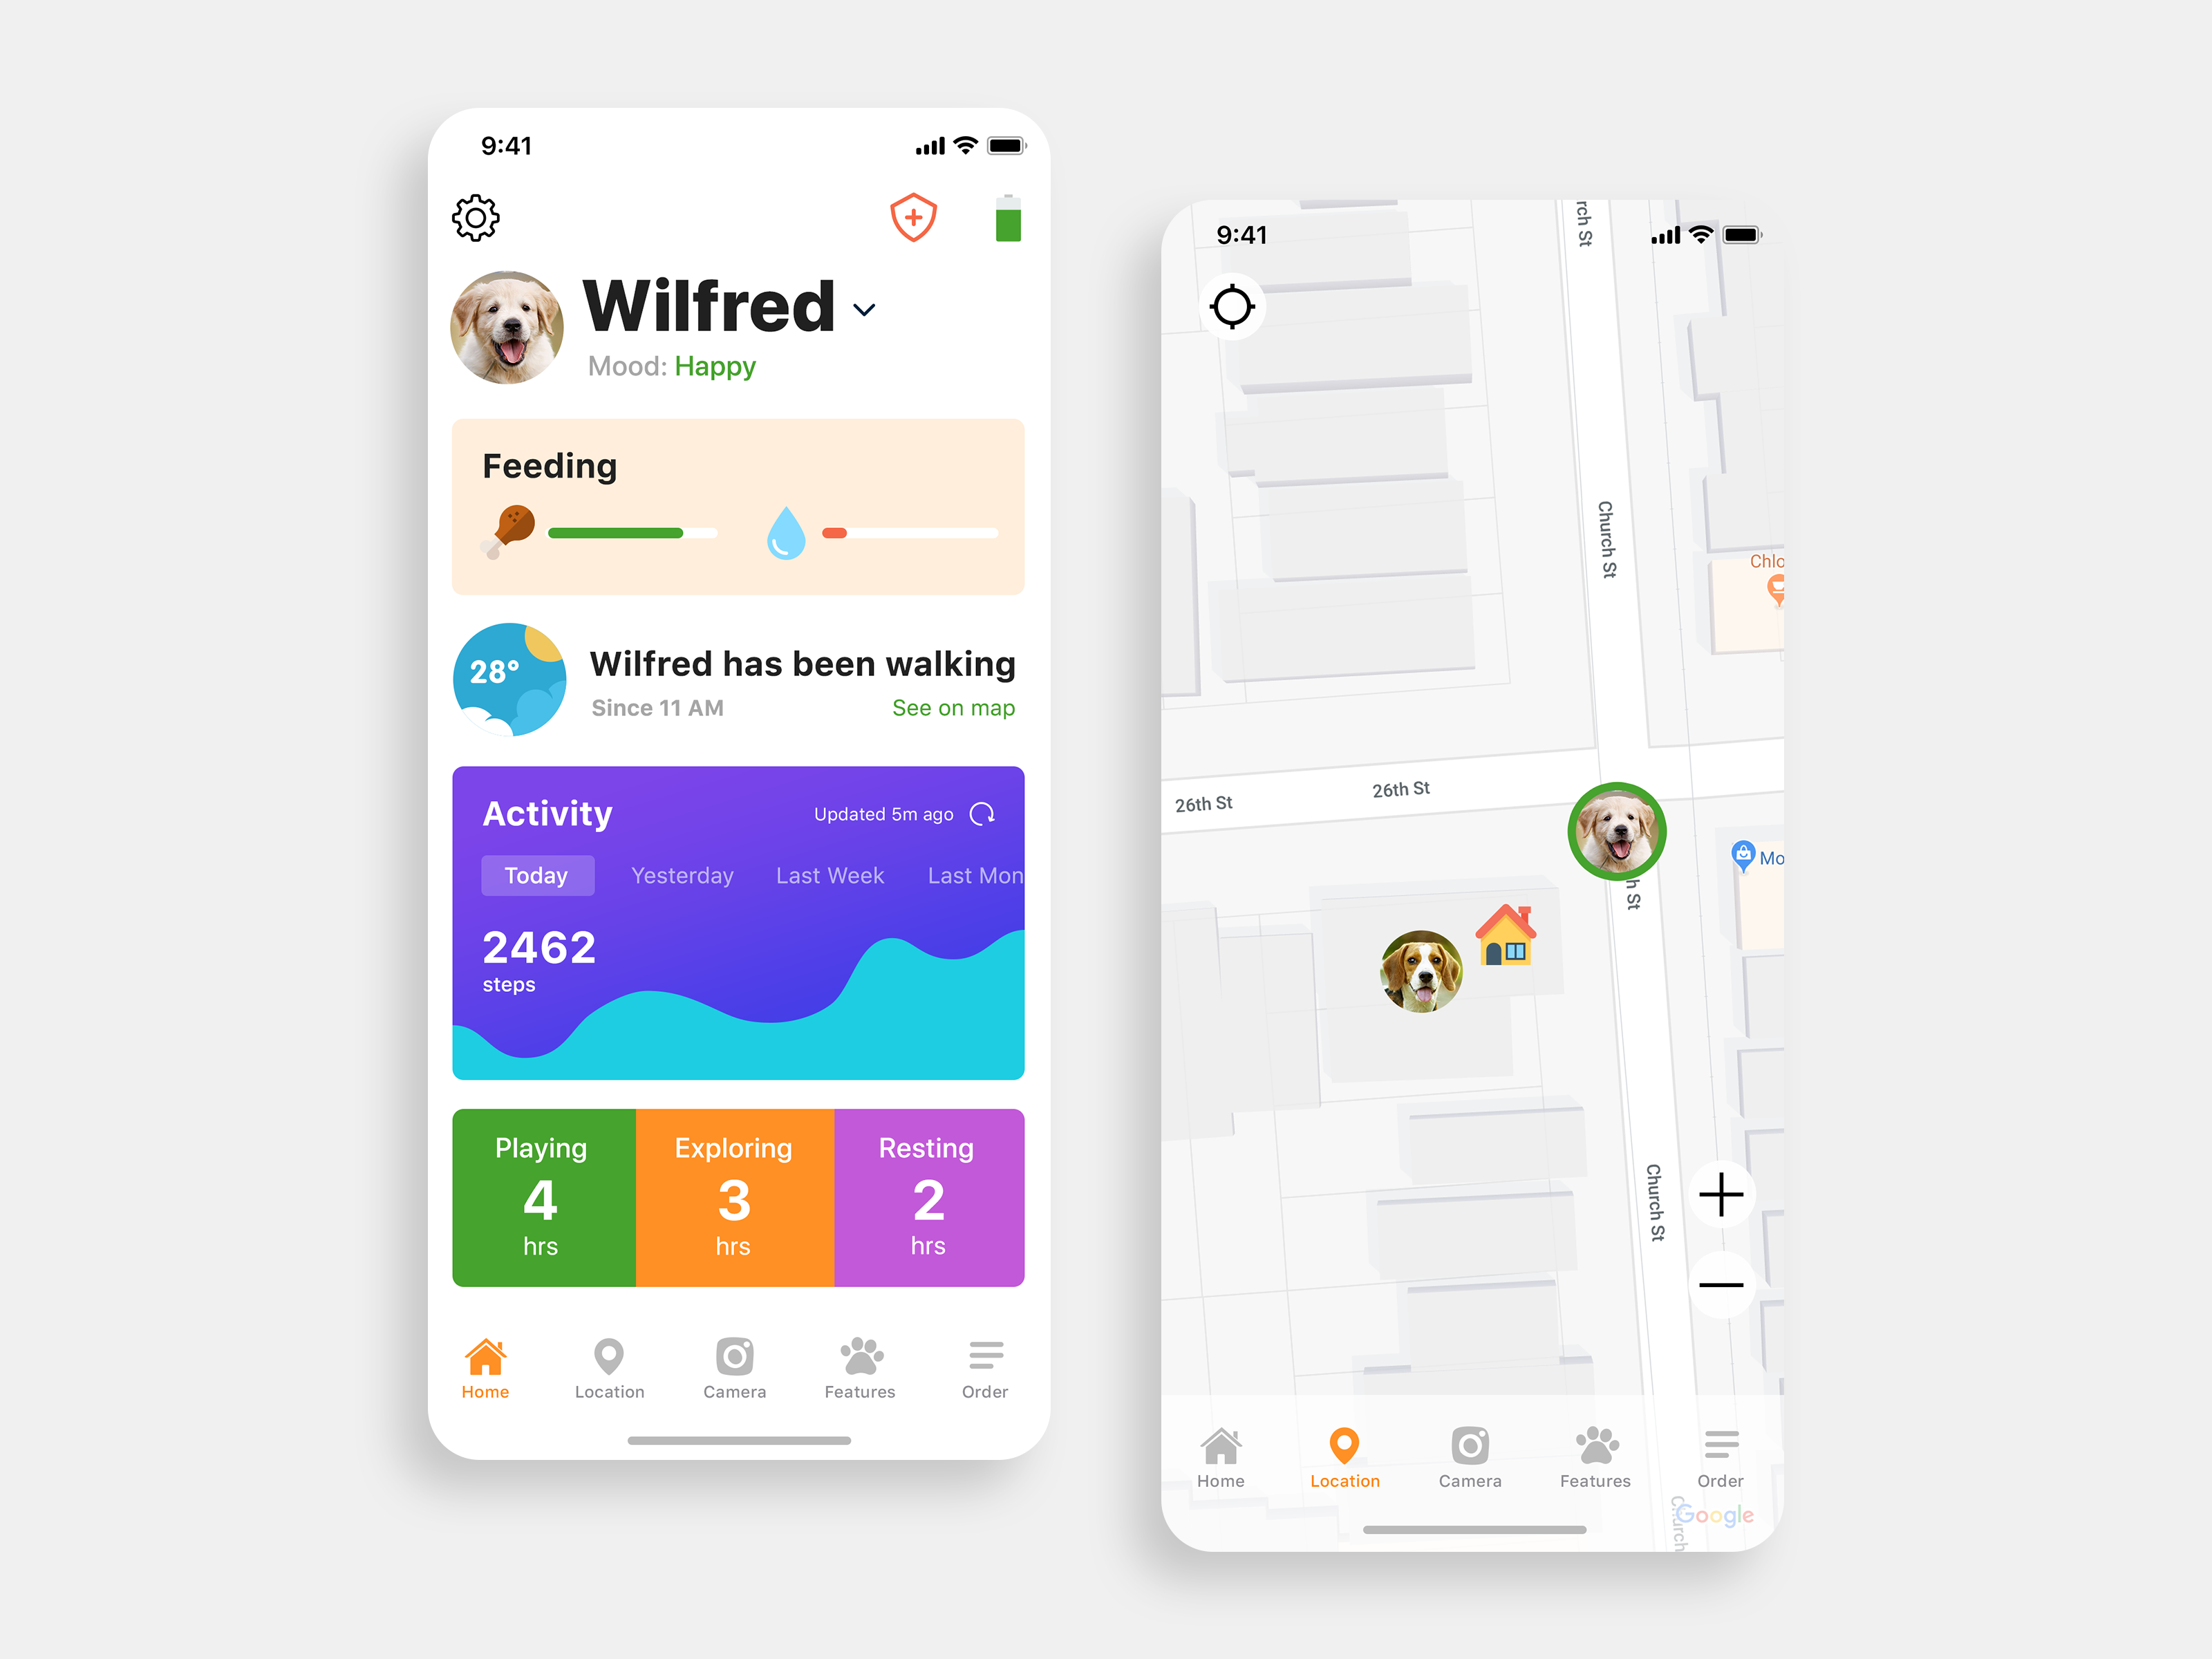 9:41
Wilfred
Mood: Happy
Feeding
28°
Wilfred has been walking
Since 11 AM
See on map
Activity
Updated 5m ago
Today
Yesterday
Last Week
Last Mon
2462
steps
Playing
Exploring
Resting
4
3
2
hrs
hrs
hrs
Home
Location
Camera
Features
Order
9:41
rch St
Church St
Chlo
26th St
26th St
Mo
h St
Church St
Home
Location
Camera
Features
Order
Google
Church